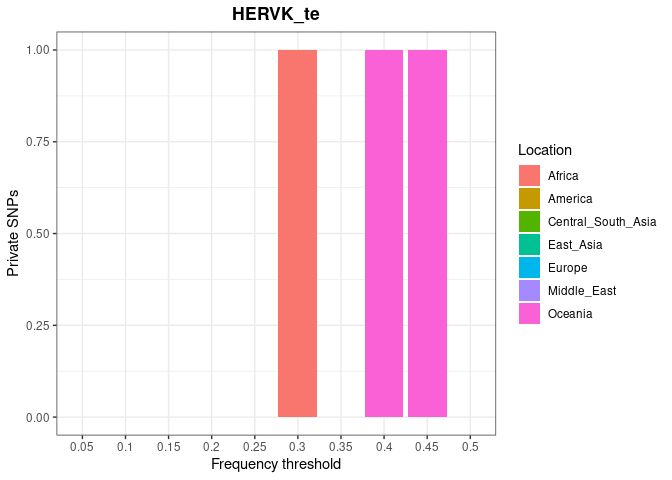 HERVK_te
Private SNPs
1.00
0.75
0.50
0.25
0.00
0.05 0.1 0.15 0.2 0.25 0.3 0.35 0.4 0.45 0.5
Frequency threshold
Location
Africa
America
Central_South_Asia
East_Asia
Europe
Middle_East
Oceania